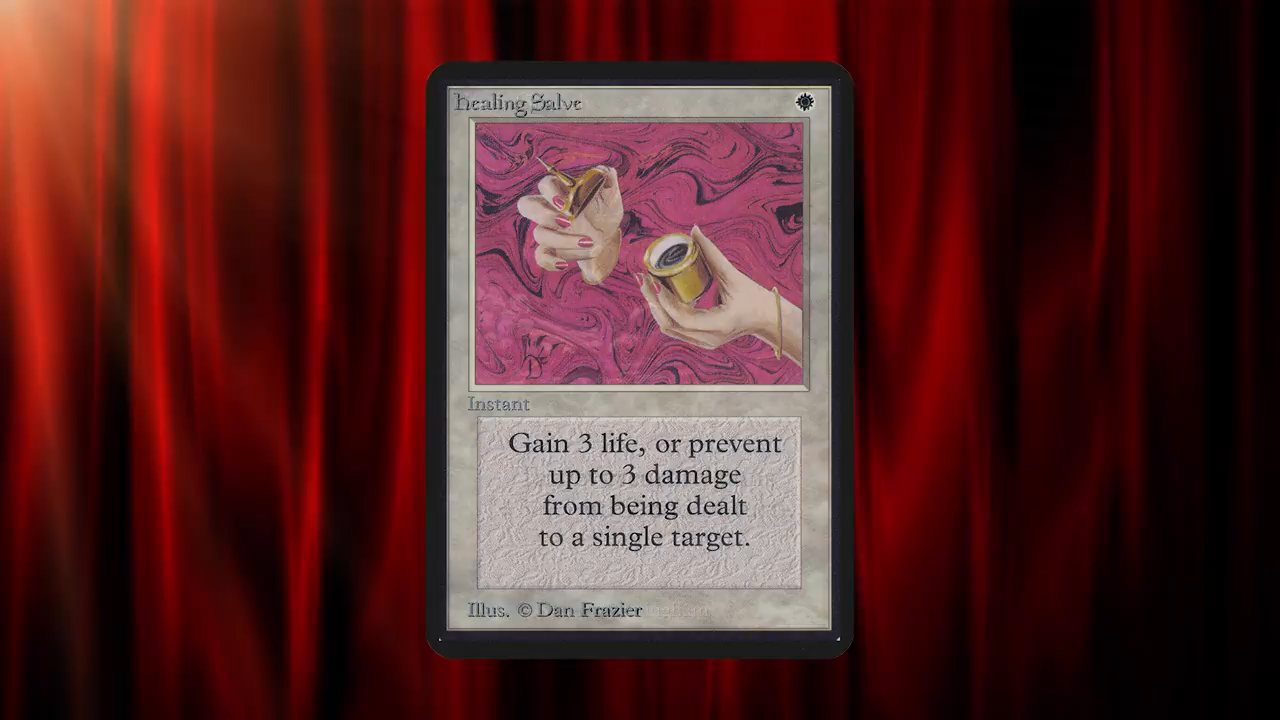 Healing Salve
Instant
Gain 3 life, or prevent
up to 3 damage
from being dealt
to a single target.
Illus. © Dan Frazier